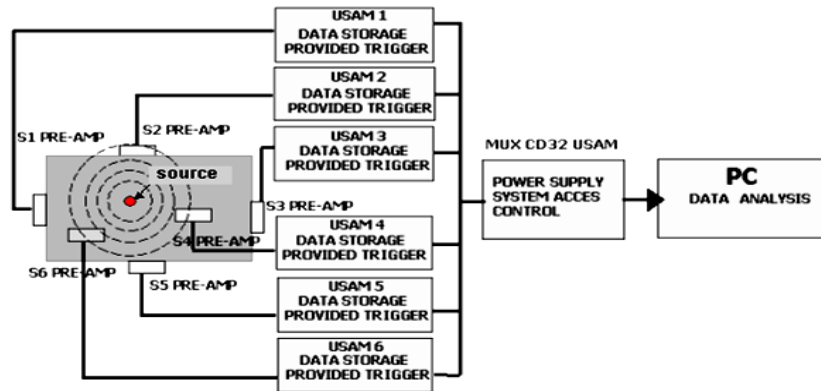 USAM 1
DATA STORAGE
PROVIDED TRIGGER
USAM 2
DATA STORAGE
PROVIDED TRIGGER
S2 PRE-AMP
S1 PRE-AMP
USAM 3
DATA STORAGE
PROVIDED TRIGGER
MUX CD32 USAM
source
POWER SUPPLY
SYSTEM ACCES
CONTROL
PC
DATA ANALYSIS
S3 PRE-AMP
USAM 4
DATA STORAGE
PROVIDED TRIGGER
S4 PRE-AMP
S6 PRE-AMP
S5 PRE-AMP
USAM 5
DATA STORAGE
PROVIDED TRIGGER
USAM 6
DATA STORAGE
PROVIDED TRIGGER